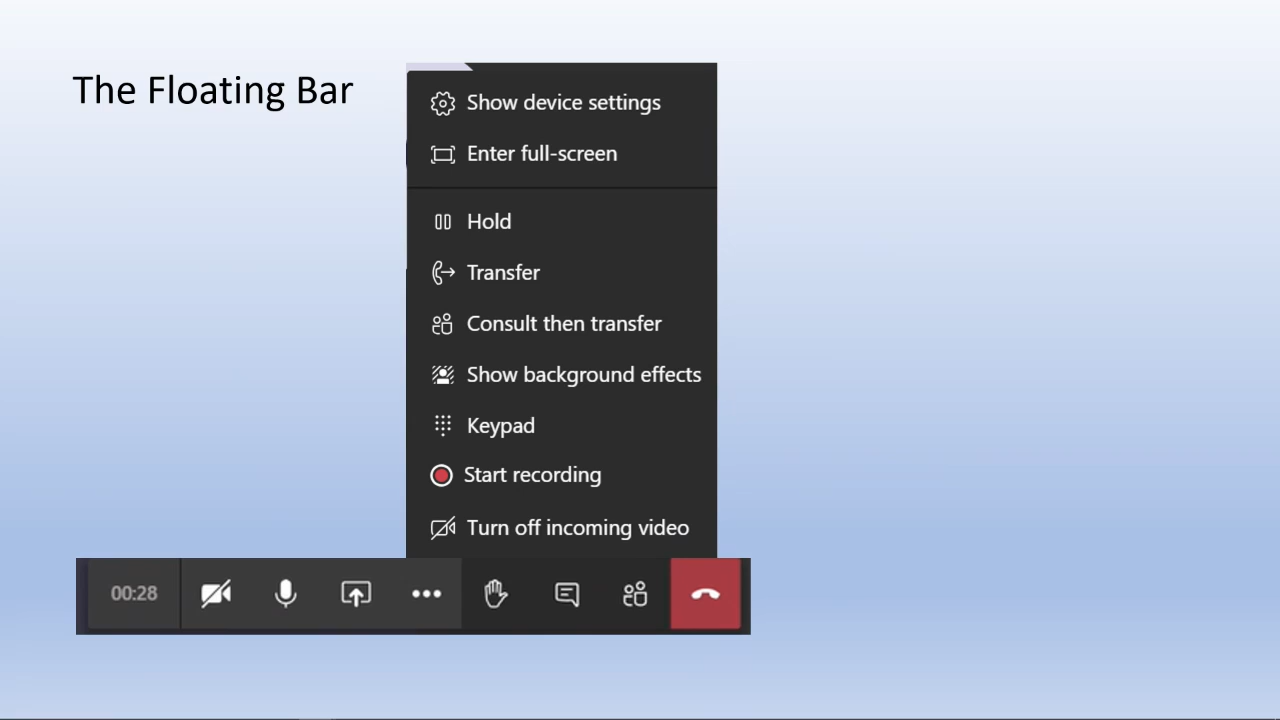 The Floating Bar
Show device settings
Enter full-screen
Hold
Transfer
Consult then transfer
Show background effects
Keypad
Start recording
Turn off incoming video
00:28